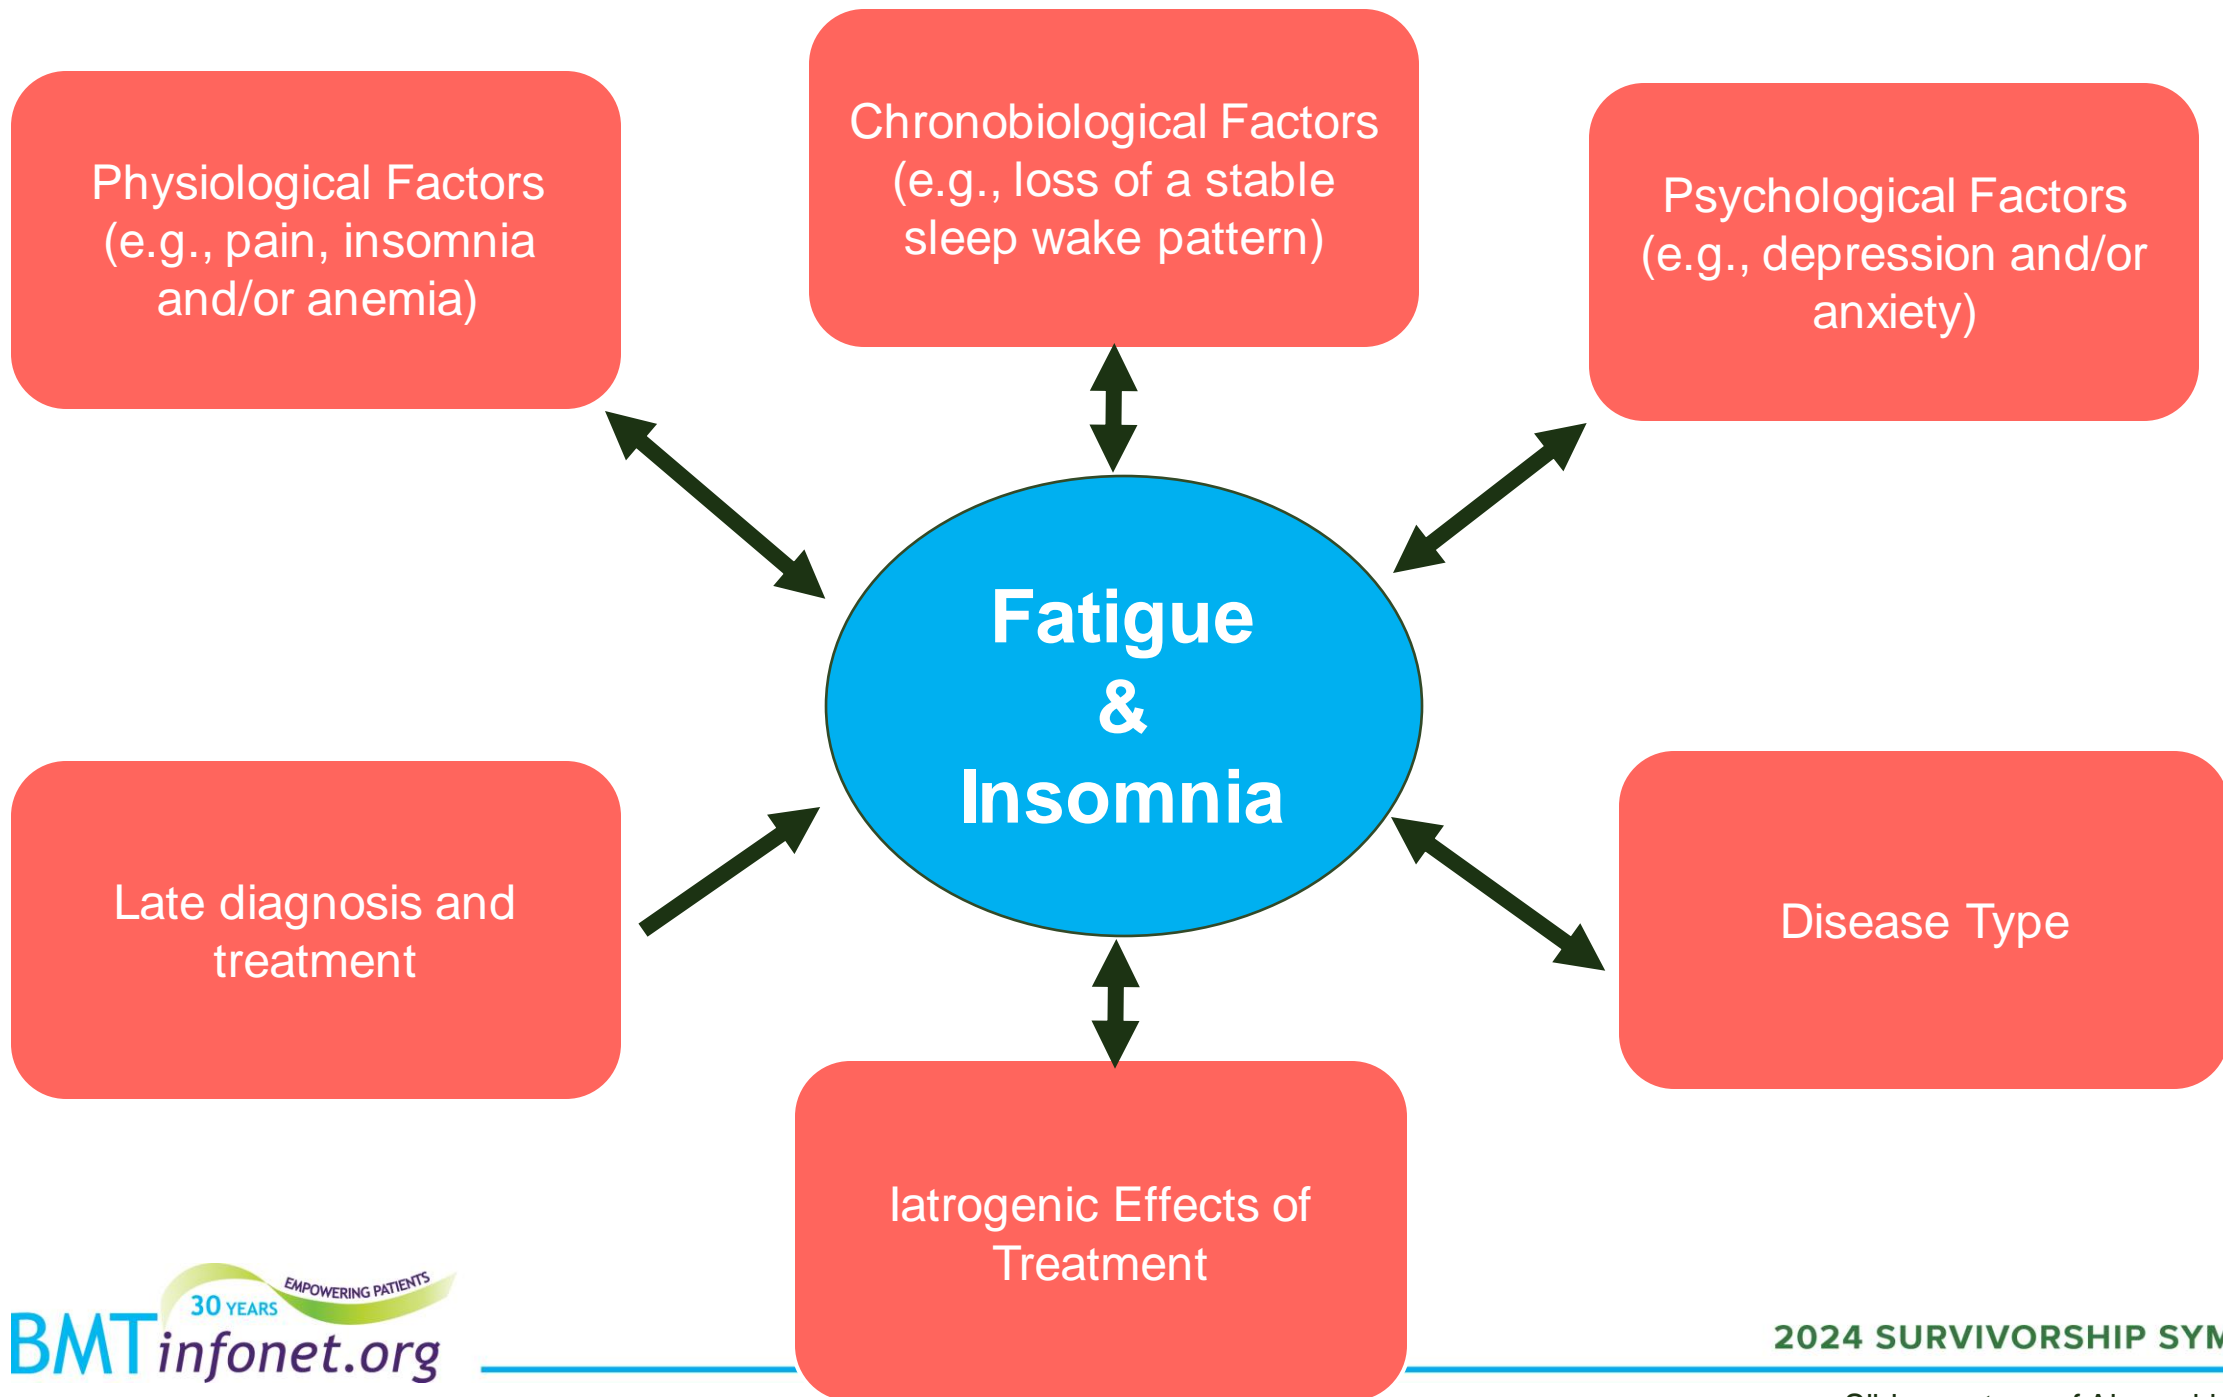 Chronobiological Factors
(e.g., loss of a stable
sleep wake pattern)
Physiological Factors
(e.g., pain, insomnia
and/or anemia)
Psychological Factors
(e.g., depression and/or
anxiety)
Fatigue
&
Insomnia
Late diagnosis and
treatment
Disease Type
Iatrogenic Effects of
Treatment
30 YEARS
EMPOWERING PATIENTS
BMTinfonet.org
2024 SURVIVORSHIP